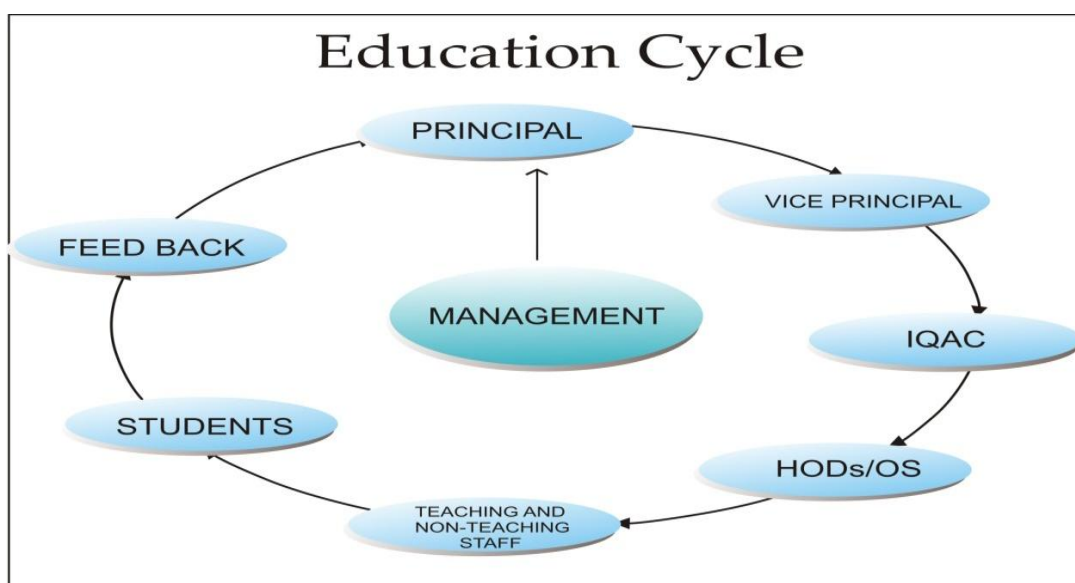 Education Cycle
PRINCIPAL
VICE PRINCIPAL
FEED BACK
MANAGEMENT
IQAC
STUDENTS
HODs/OS
TEACHING AND
NON-TEACHING
STAFF